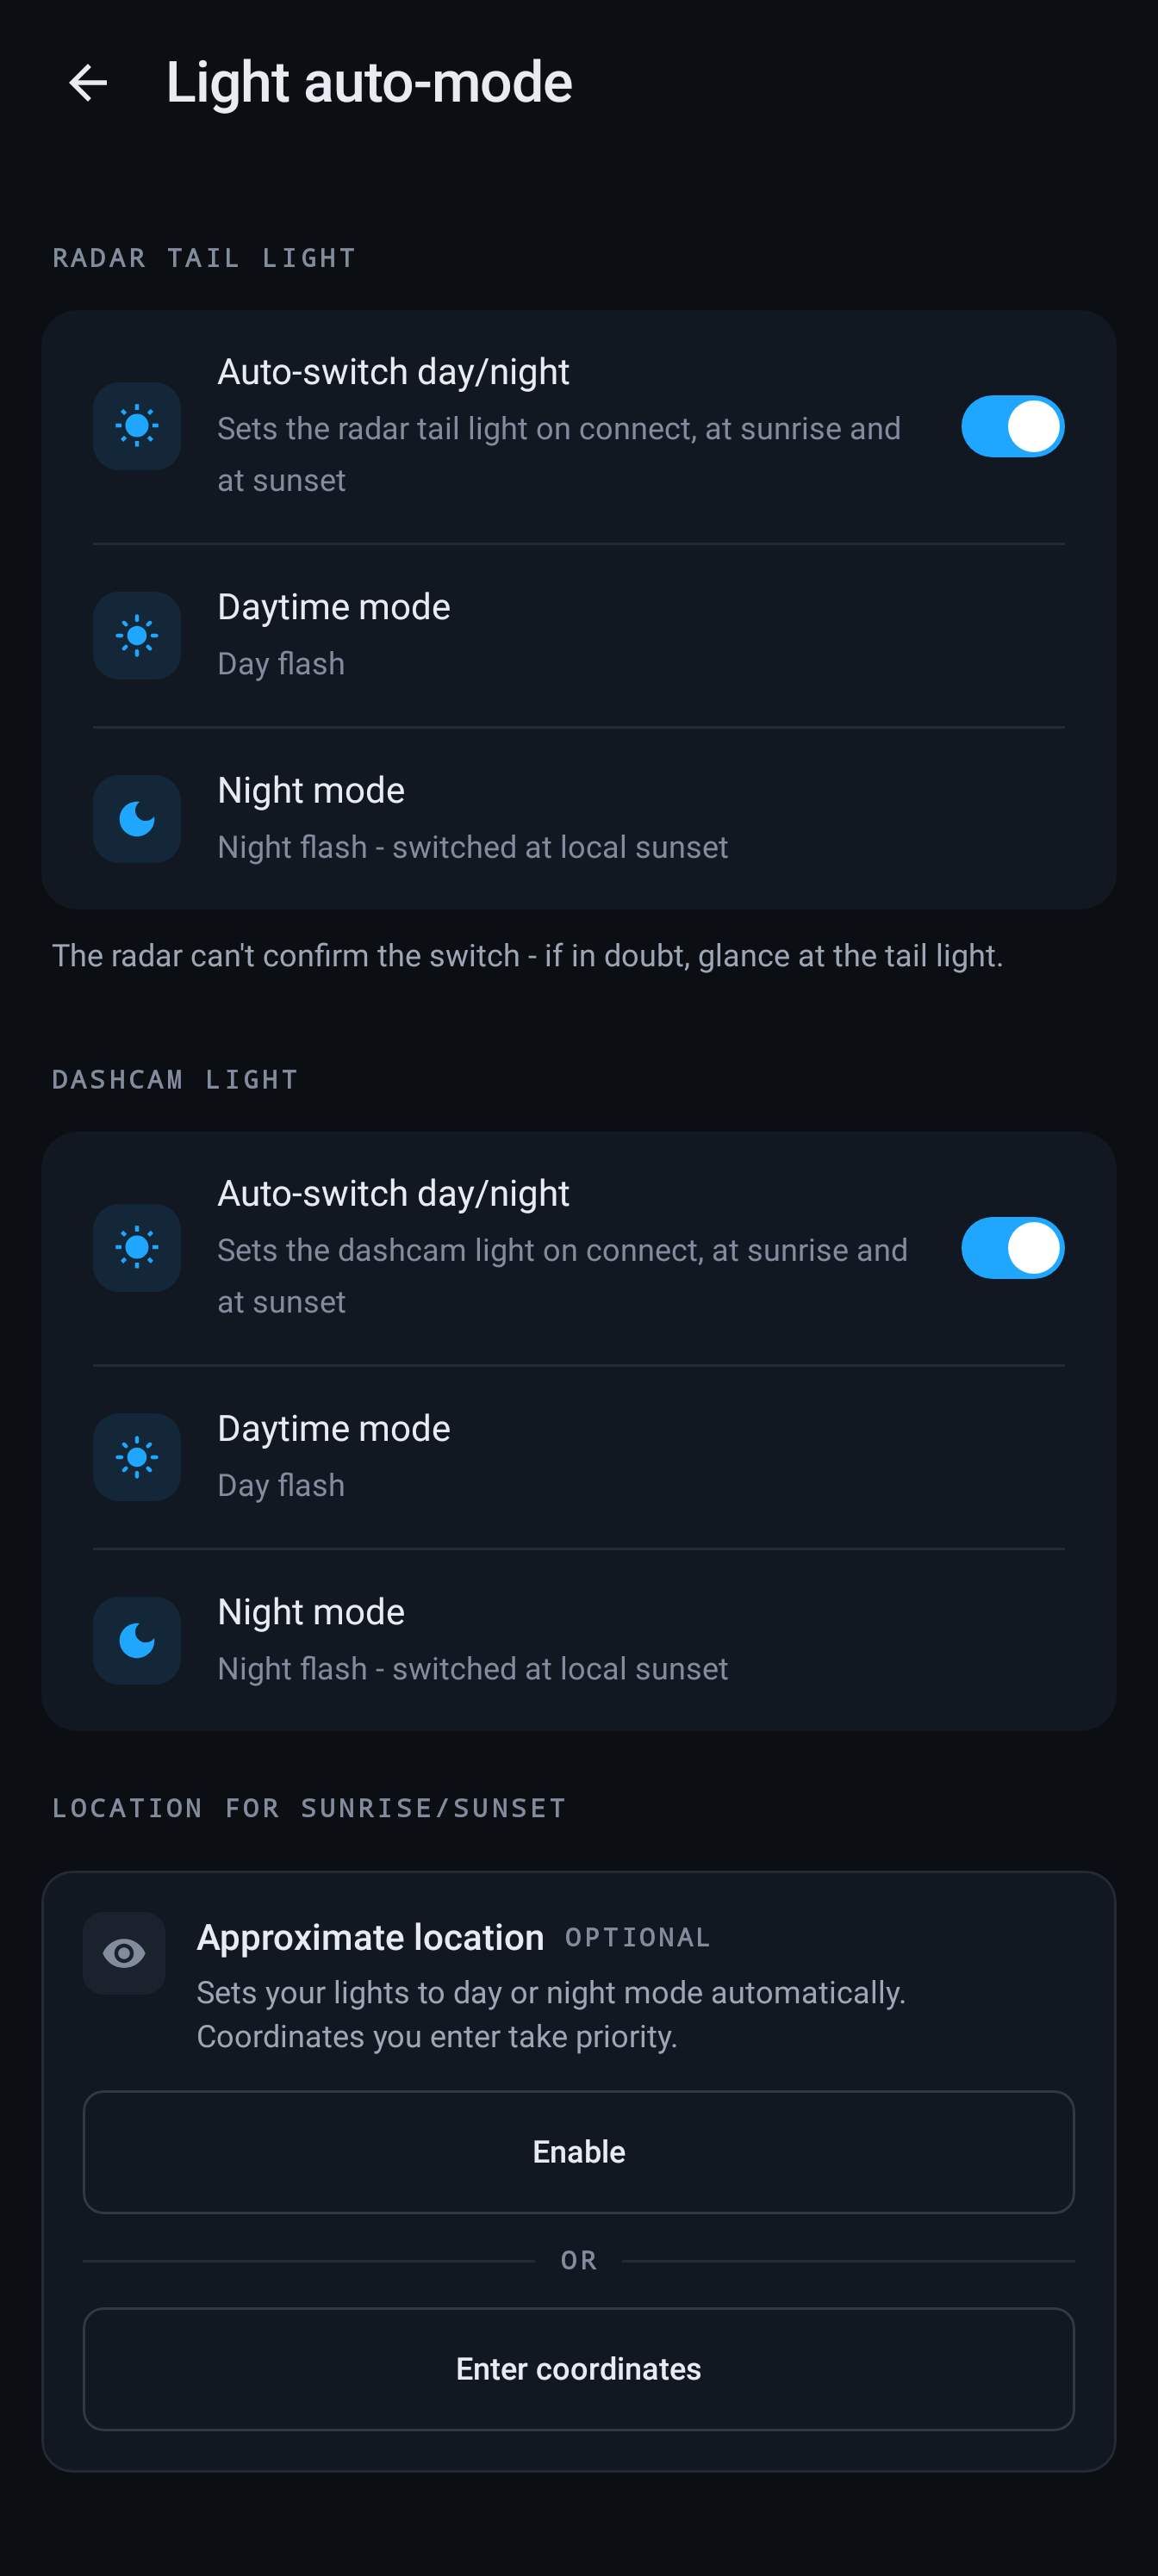 Light auto-mode
RADAR TAIL LIGHT
Auto-switch day/night
Sets the radar tail light on connect, at sunrise and
at sunset
Daytime mode
Day flash
Night mode
Night flash - switched at local sunset
The radar can't confirm the switch - if in doubt, glance at the tail light.
DASHCAM LIGHT
Auto-switch day/night
Sets the dashcam light on connect, at sunrise and
at sunset
Daytime mode
Day flash
Night mode
Night flash - switched at local sunset
LOCATION FOR SUNRISE/SUNSET
Approximate location OPTIONAL
Sets your lights to day or night mode automatically.
Coordinates you enter take priority.
Enable
OR
Enter coordinates